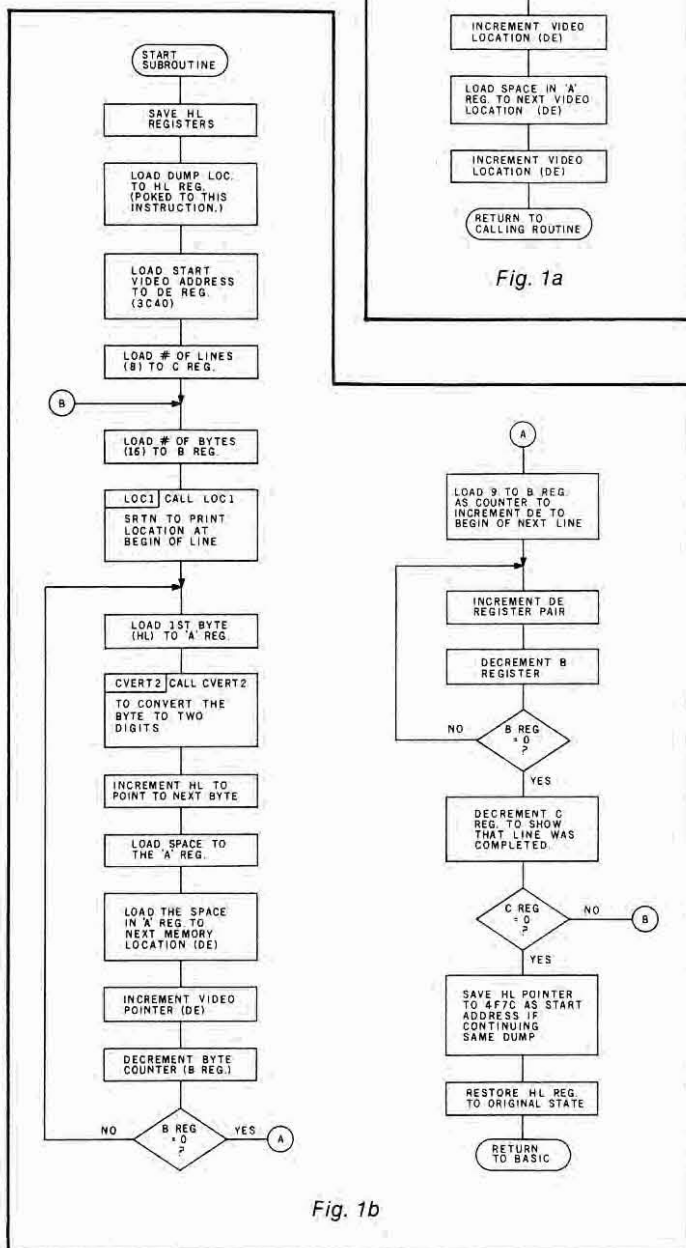 INCREMENT VIDEO
LOCATION (DE)
LOAD SPACE IN 'A'
REG. TO NEXT VIDEO
LOCATION (DE)
INCREMENT VIDEO
LOCATION (DE)
RETURN TO
CALLING ROUTINE
Fig. 1a
START
SUBROUTINE
SAVE HL
REGISTERS
LOAD DUMP LOC.
TO HL REG.
(POKED TO THIS
INSTRUCTION.)
LOAD START
VIDEO ADDRESS
TO DE REG.
(3C40)
LOAD # OF LINES
(8) TO C REG.
B
LOAD # OF BYTES
(16) TO B REG.
LOC1 CALL LOC1
SRTN TO PRINT
LOCATION AT
BEGIN OF LINE
LOAD 1ST BYTE
(HL) TO 'A' REG.
CVERT2 CALL CVERT2
TO CONVERT THE
BYTE TO TWO
DIGITS
INCREMENT HL TO
POINT TO NEXT BYTE
LOAD SPACE TO
THE 'A' REG.
LOAD THE SPACE
IN 'A' REG. TO
NEXT MEMORY
LOCATION (DE)
INCREMENT VIDEO
POINTER (DE)
DECREMENT BYTE
COUNTER (B REG.)
NO
B REG
= 0
?
YES
A
A
LOAD 9 TO B REG.
AS COUNTER TO
INCREMENT DE TO
BEGIN OF NEXT LINE
INCREMENT DE
REGISTER PAIR
DECREMENT B
REGISTER
NO
B REG
= 0
?
YES
DECREMENT C
REG. TO SHOW
THAT LINE WAS
COMPLETED.
C REG
= 0
?
NO
B
YES
SAVE HL POINTER
TO 4F7C AS START
ADDRESS IF
CONTINUING
SAME DUMP
RESTORE HL REG.
TO ORIGINAL STATE
RETURN
TO BASIC
Fig. 1b